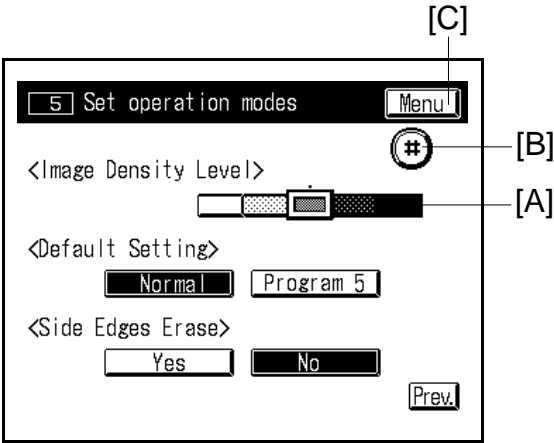 [C]
5 Set operation modes Menu
# [B]
<Image Density Level>
[A]
<Default Setting>
Normal Program 5
<Side Edges Erase>
Yes No
Prev.